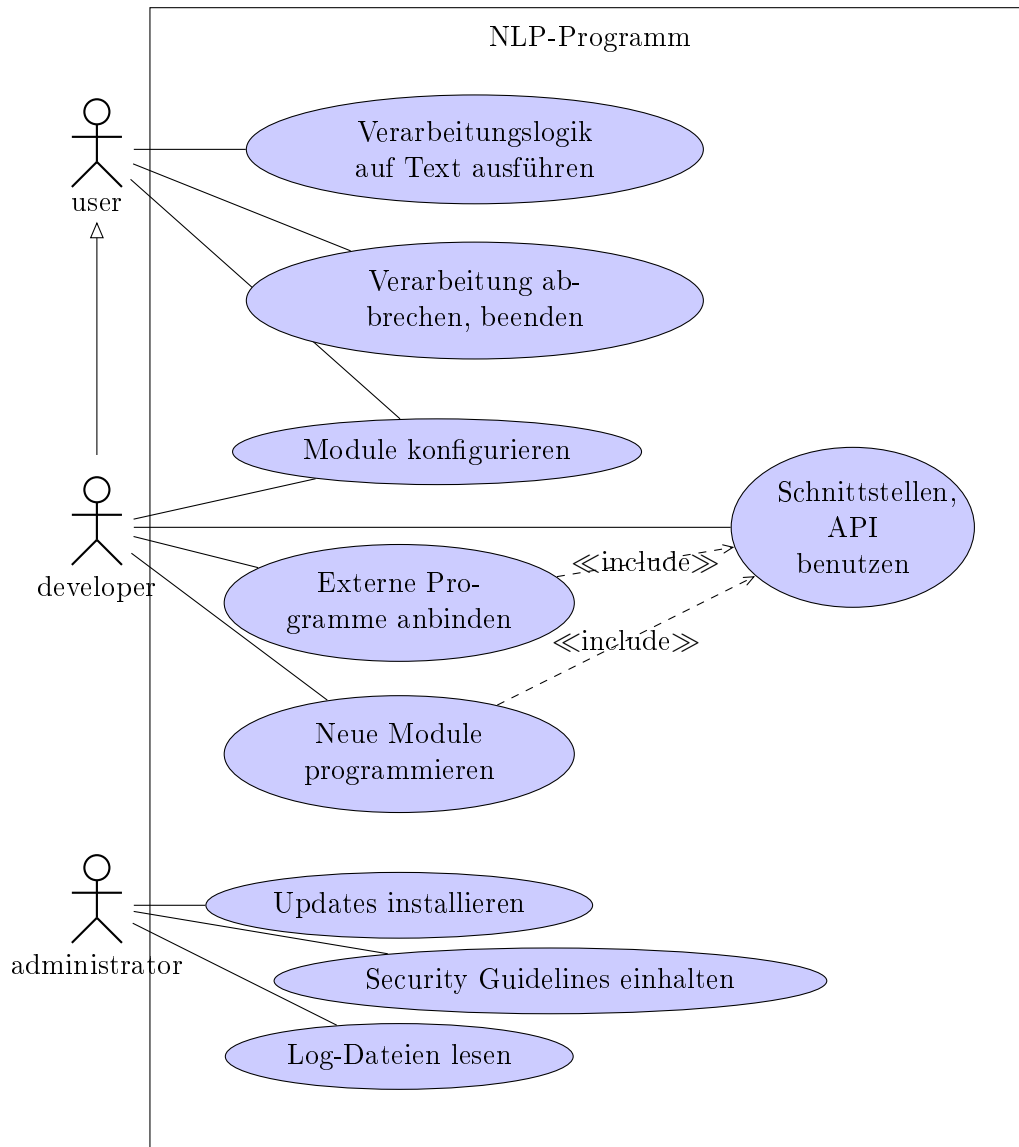 NLP-Programm
Verarbeitungslogik
auf Text ausführen
user
Verarbeitung ab-
brechen, beenden
Module konfigurieren
Schnittstellen,
API
benutzen
developer
≪include≫
Externe Pro-
gramme anbinden
≪include≫
Neue Module
programmieren
Updates installieren
administrator
Security Guidelines einhalten
Log-Dateien lesen